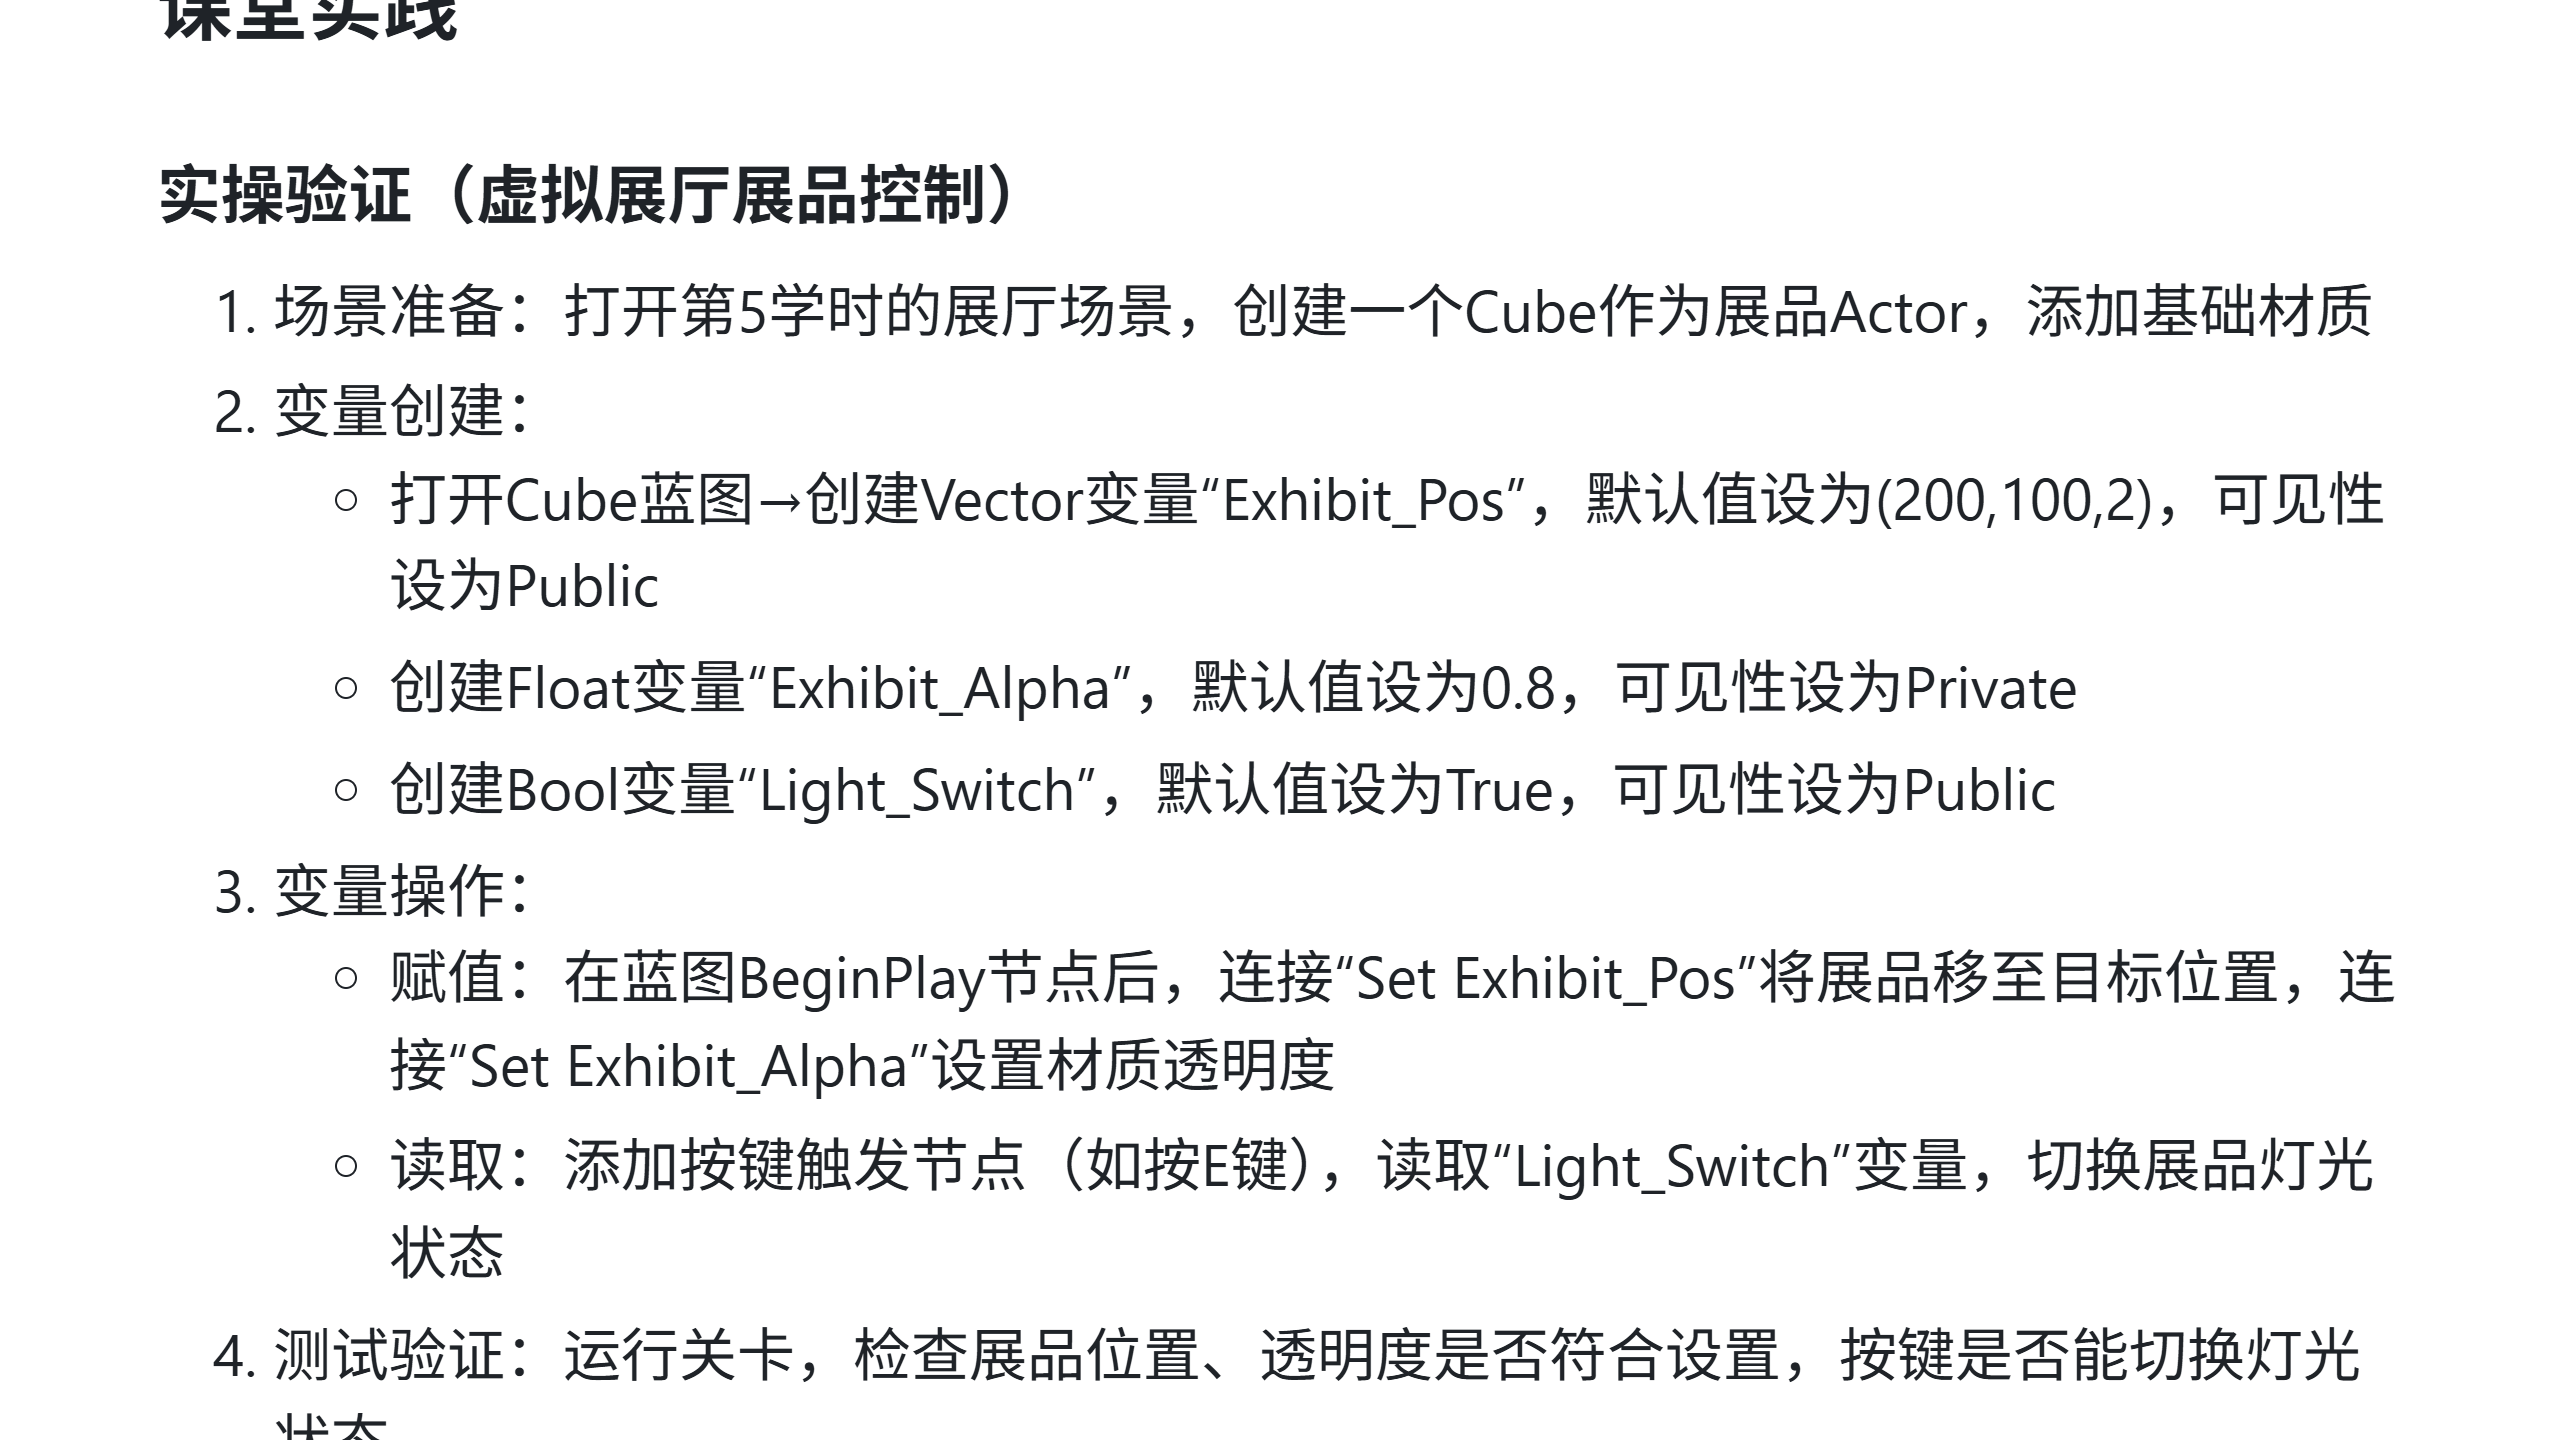 课堂实践
实操验证（虚拟展厅展品控制）
1. 场景准备：打开第5学时的展厅场景，创建一个Cube作为展品Actor，添加基础材质
2. 变量创建：
打开Cube蓝图→创建Vector变量“Exhibit_Pos”，默认值设为(200,100,2)，可见性
设为Public
创建Float变量“Exhibit_Alpha”，默认值设为0.8，可见性设为Private
创建Bool变量“Light_Switch”，默认值设为True，可见性设为Public
3. 变量操作：
赋值：在蓝图BeginPlay节点后，连接“Set Exhibit_Pos”将展品移至目标位置，连
接“Set Exhibit_Alpha”设置材质透明度
读取：添加按键触发节点（如按E键），读取“Light_Switch”变量，切换展品灯光
状态
4. 测试验证：运行关卡，检查展品位置、透明度是否符合设置，按键是否能切换灯光
状态